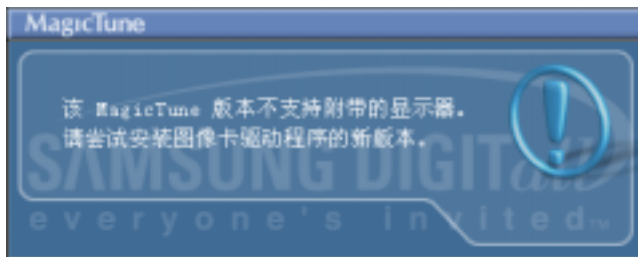 MagicTune
该 MagicTune 版本不支持附带的显示器.
请尝试安装图像卡驱动程序的新版本.
SAMSUNG DIGITall
everyone's invited™